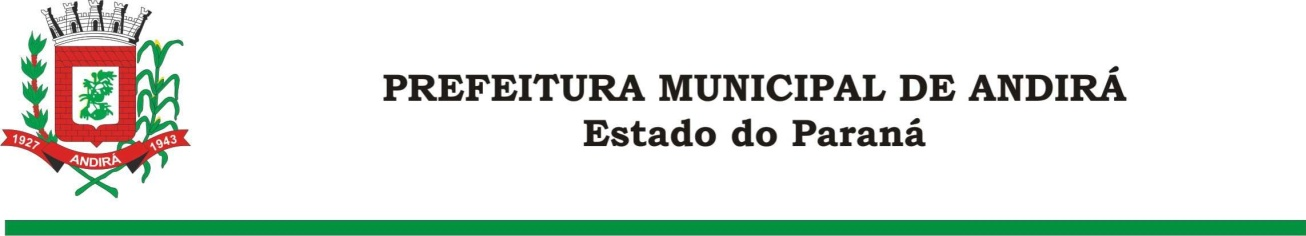 PREFEITURA MUNICIPAL DE ANDIRÁ
Estado do Paraná
1927
ANDIRÁ
1943